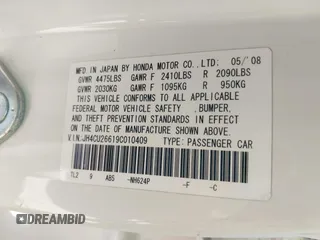 MFD. IN JAPAN BY HONDA MOTOR CO.,LTD. 05/'08
GVWR 4475LBS GAWR F 2410LBS R 2090LBS
GVWR 2030KG GAWR F 1095KG R 950KG
THIS VEHICLE CONFORMS TO ALL APPLICABLE
FEDERAL MOTOR VEHICLE SAFETY ,BUMPER,
AND THEFT PREVENTION STANDARDS IN EFFECT
ON THE DATE OF MANUFACTURE SHOWN ABOVE.
V.I.N.:JH4CU26619C010409 TYPE: PASSENGER CAR
TL2 9 AB5 -NH624P -F -C
DREAMBID